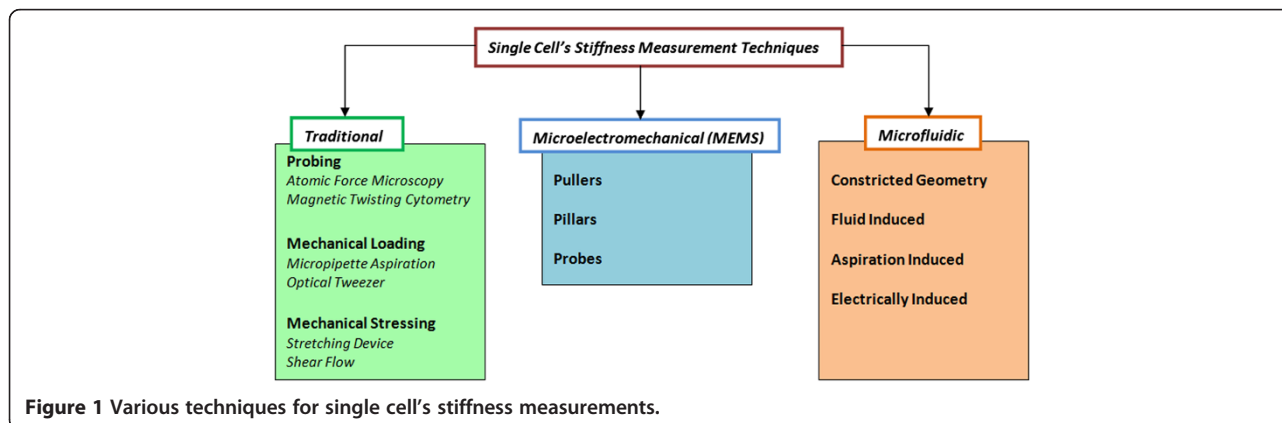 Single Cell's Stiffness Measurement Techniques
Traditional
Probing
Atomic Force Microscopy
Magnetic Twisting Cytometry
Mechanical Loading
Micropipette Aspiration
Optical Tweezer
Mechanical Stressing
Stretching Device
Shear Flow
Microelectromechanical (MEMS)
Pullers
Pillars
Probes
Microfluidic
Constricted Geometry
Fluid Induced
Aspiration Induced
Electrically Induced
Figure 1 Various techniques for single cell's stiffness measurements.